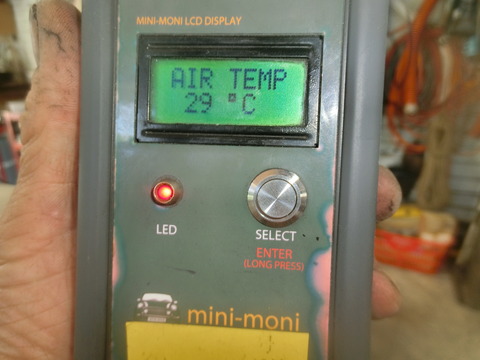 MINI-MONI LCD DISPLAY
AIR TEMP
29 °C
LED
SELECT
ENTER
(LONG PRESS)
mini-moni